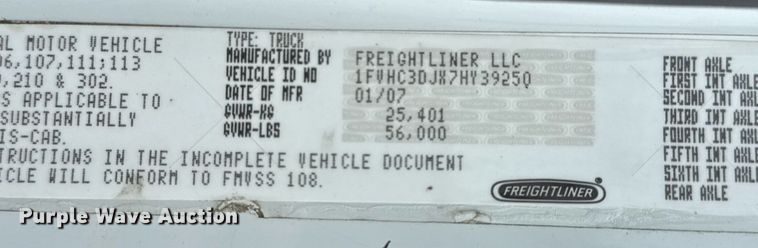 AL MOTOR VEHICLE
06,107,111;113
,210 & 302.
S APPLICABLE TO
SUBSTANTIALLY
IS-CAB.
TRUCTIONS IN THE INCOMPLETE VEHICLE DOCUMENT
ICLE WILL CONFORM TO FMVSS 108.
TYPE: TRUCK
MANUFACTURED BY FREIGHTLINER LLC
VEHICLE ID NO 1FVHC3DJX7HY39250
DATE OF MFR 01/07
GVWR-KG 25,401
GVWR-LBS 56,000
FREIGHTLINER
FRONT AXLE
FIRST INT AXLE
SECOND INT AXL
THIRD INT AXLE
FOURTH INT AXL
FIFTH INT AXLE
SIXTH INT AXLE
REAR AXLE
Purple Wave Auction